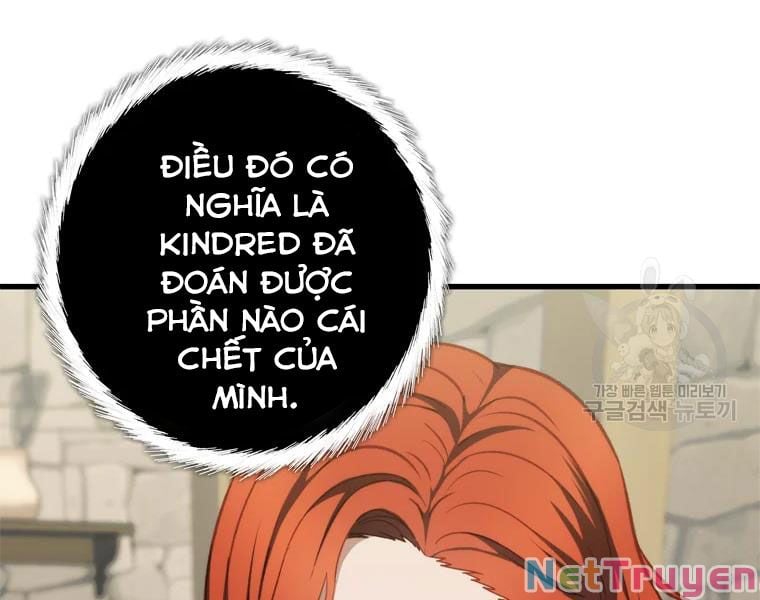 ĐIỀU ĐÓ CÓ
NGHĨA LÀ
KINDRED ĐÃ
ĐOÁN ĐƯỢC
PHẦN NÀO CÁI
CHẾT CỦA
MÌNH.
가장 빠른 웹툰 미리보기
구글검색 뉴토끼
NetTruyen